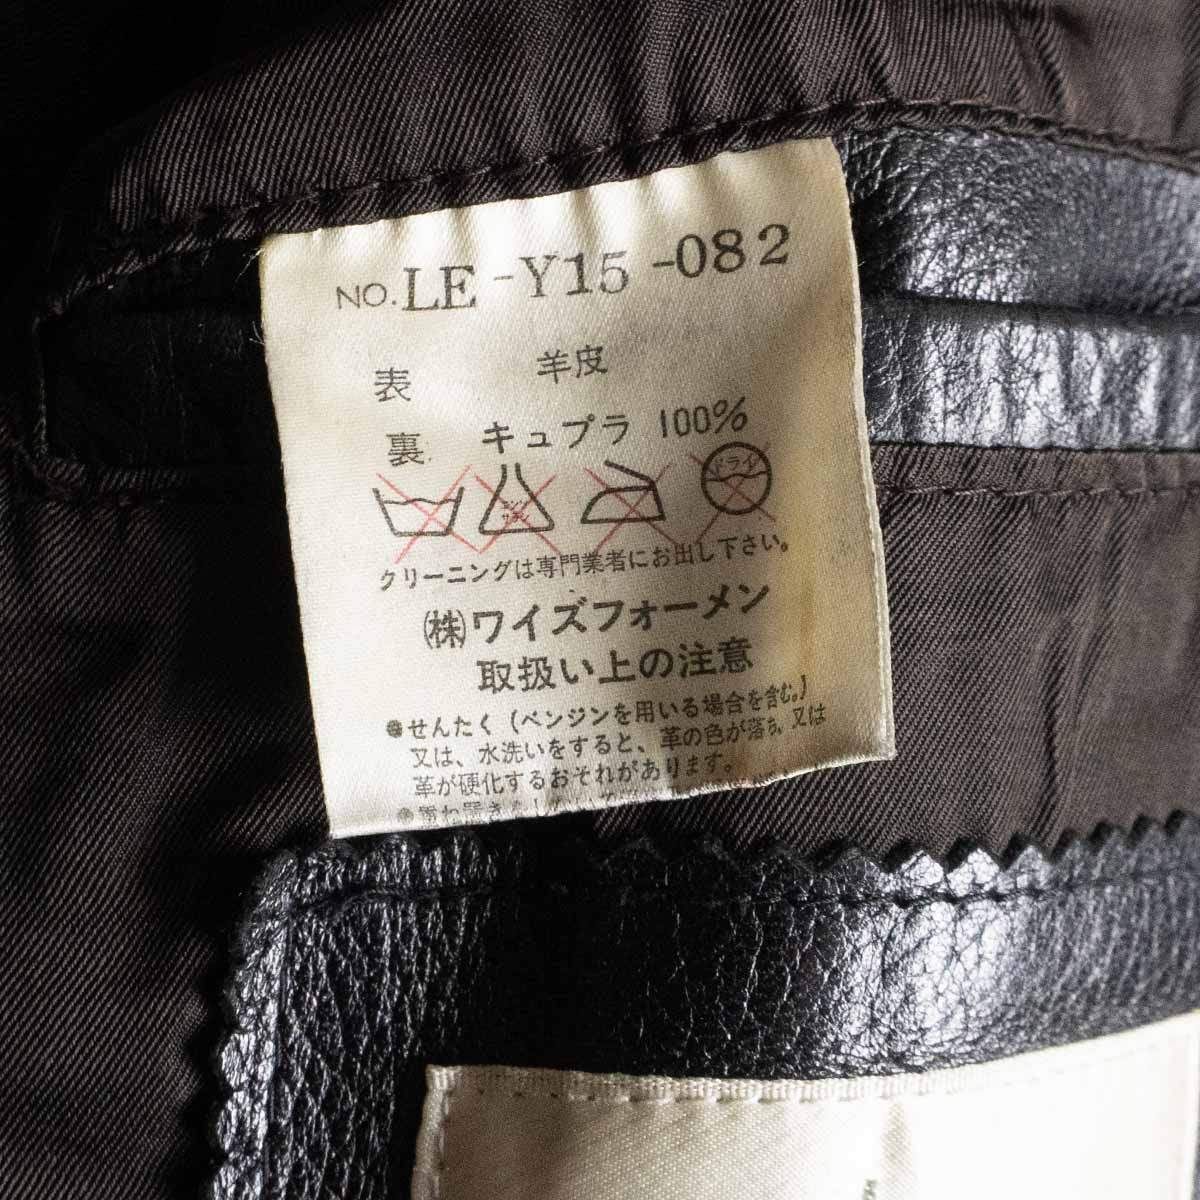 NO. LE-Y15-082
表 羊皮
裏 キュプラ 100%
ドライ
クリーニングは専門業者にお出し下さい。
㈱ワイズフォーメン
取扱い上の注意
●せんたく(ベンジンを用いる場合を含む。)
又は、水洗いをすると、革の色が落ち、又は
革が硬化するおそれがあります。